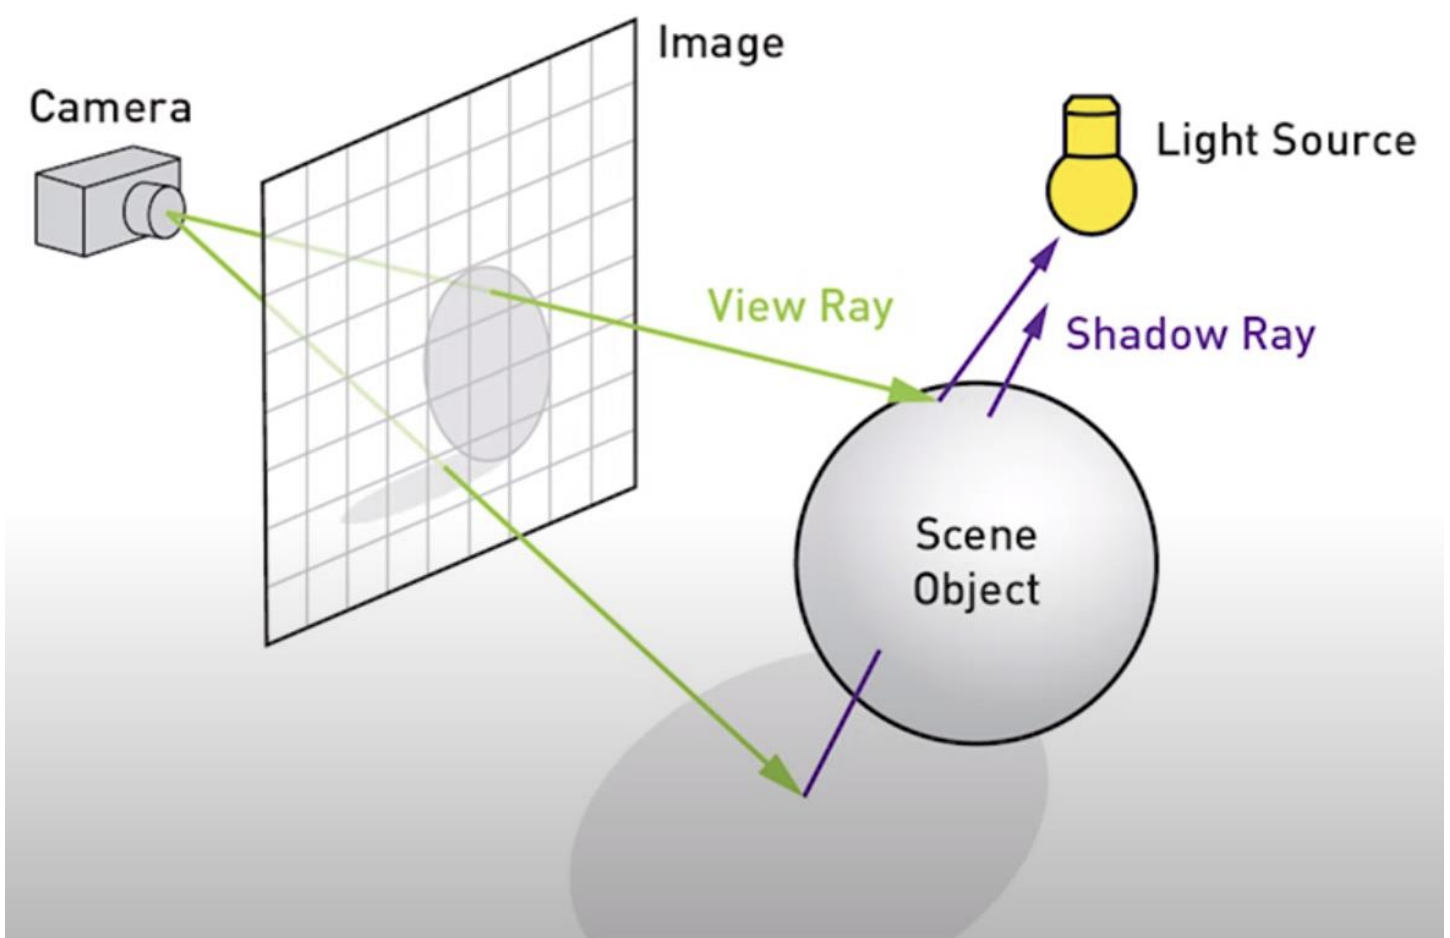 Image
Camera
Light Source
View Ray
Shadow Ray
Scene
Object